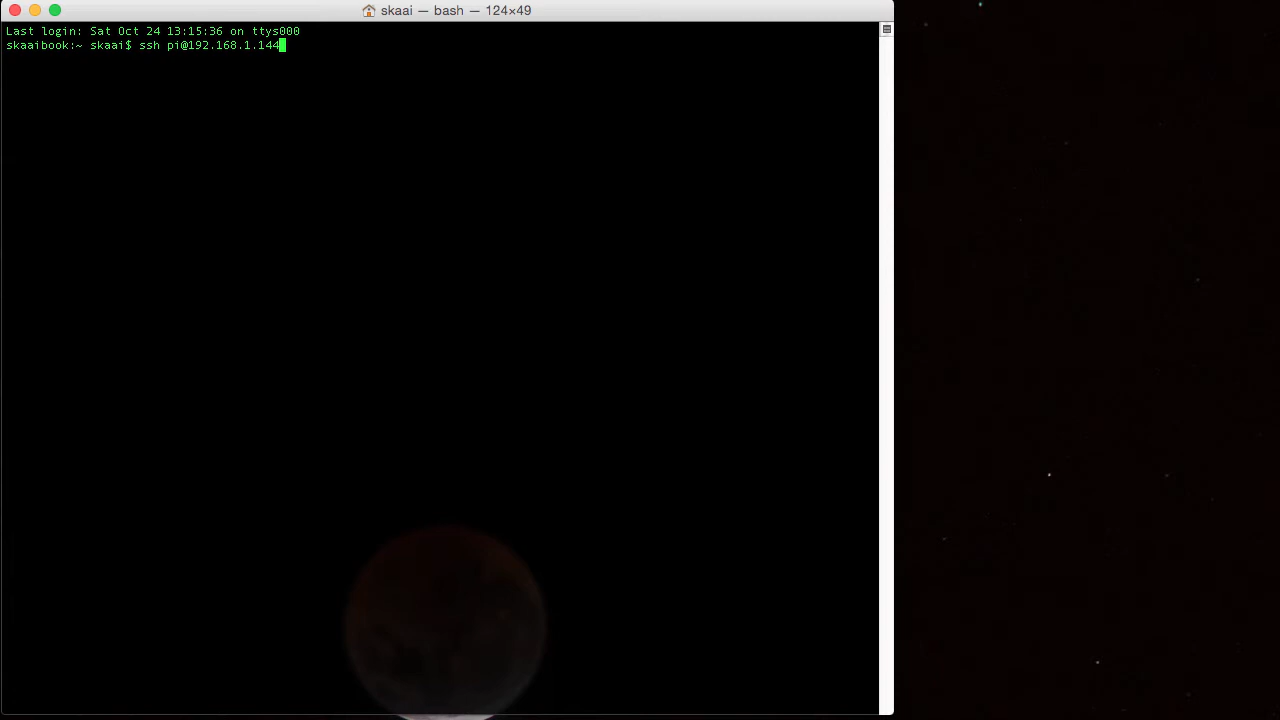 skaai — bash — 124×49
Last login: Sat Oct 24 13:15:36 on ttys000
skaaibook:~ skaai$ ssh pi@192.168.1.144